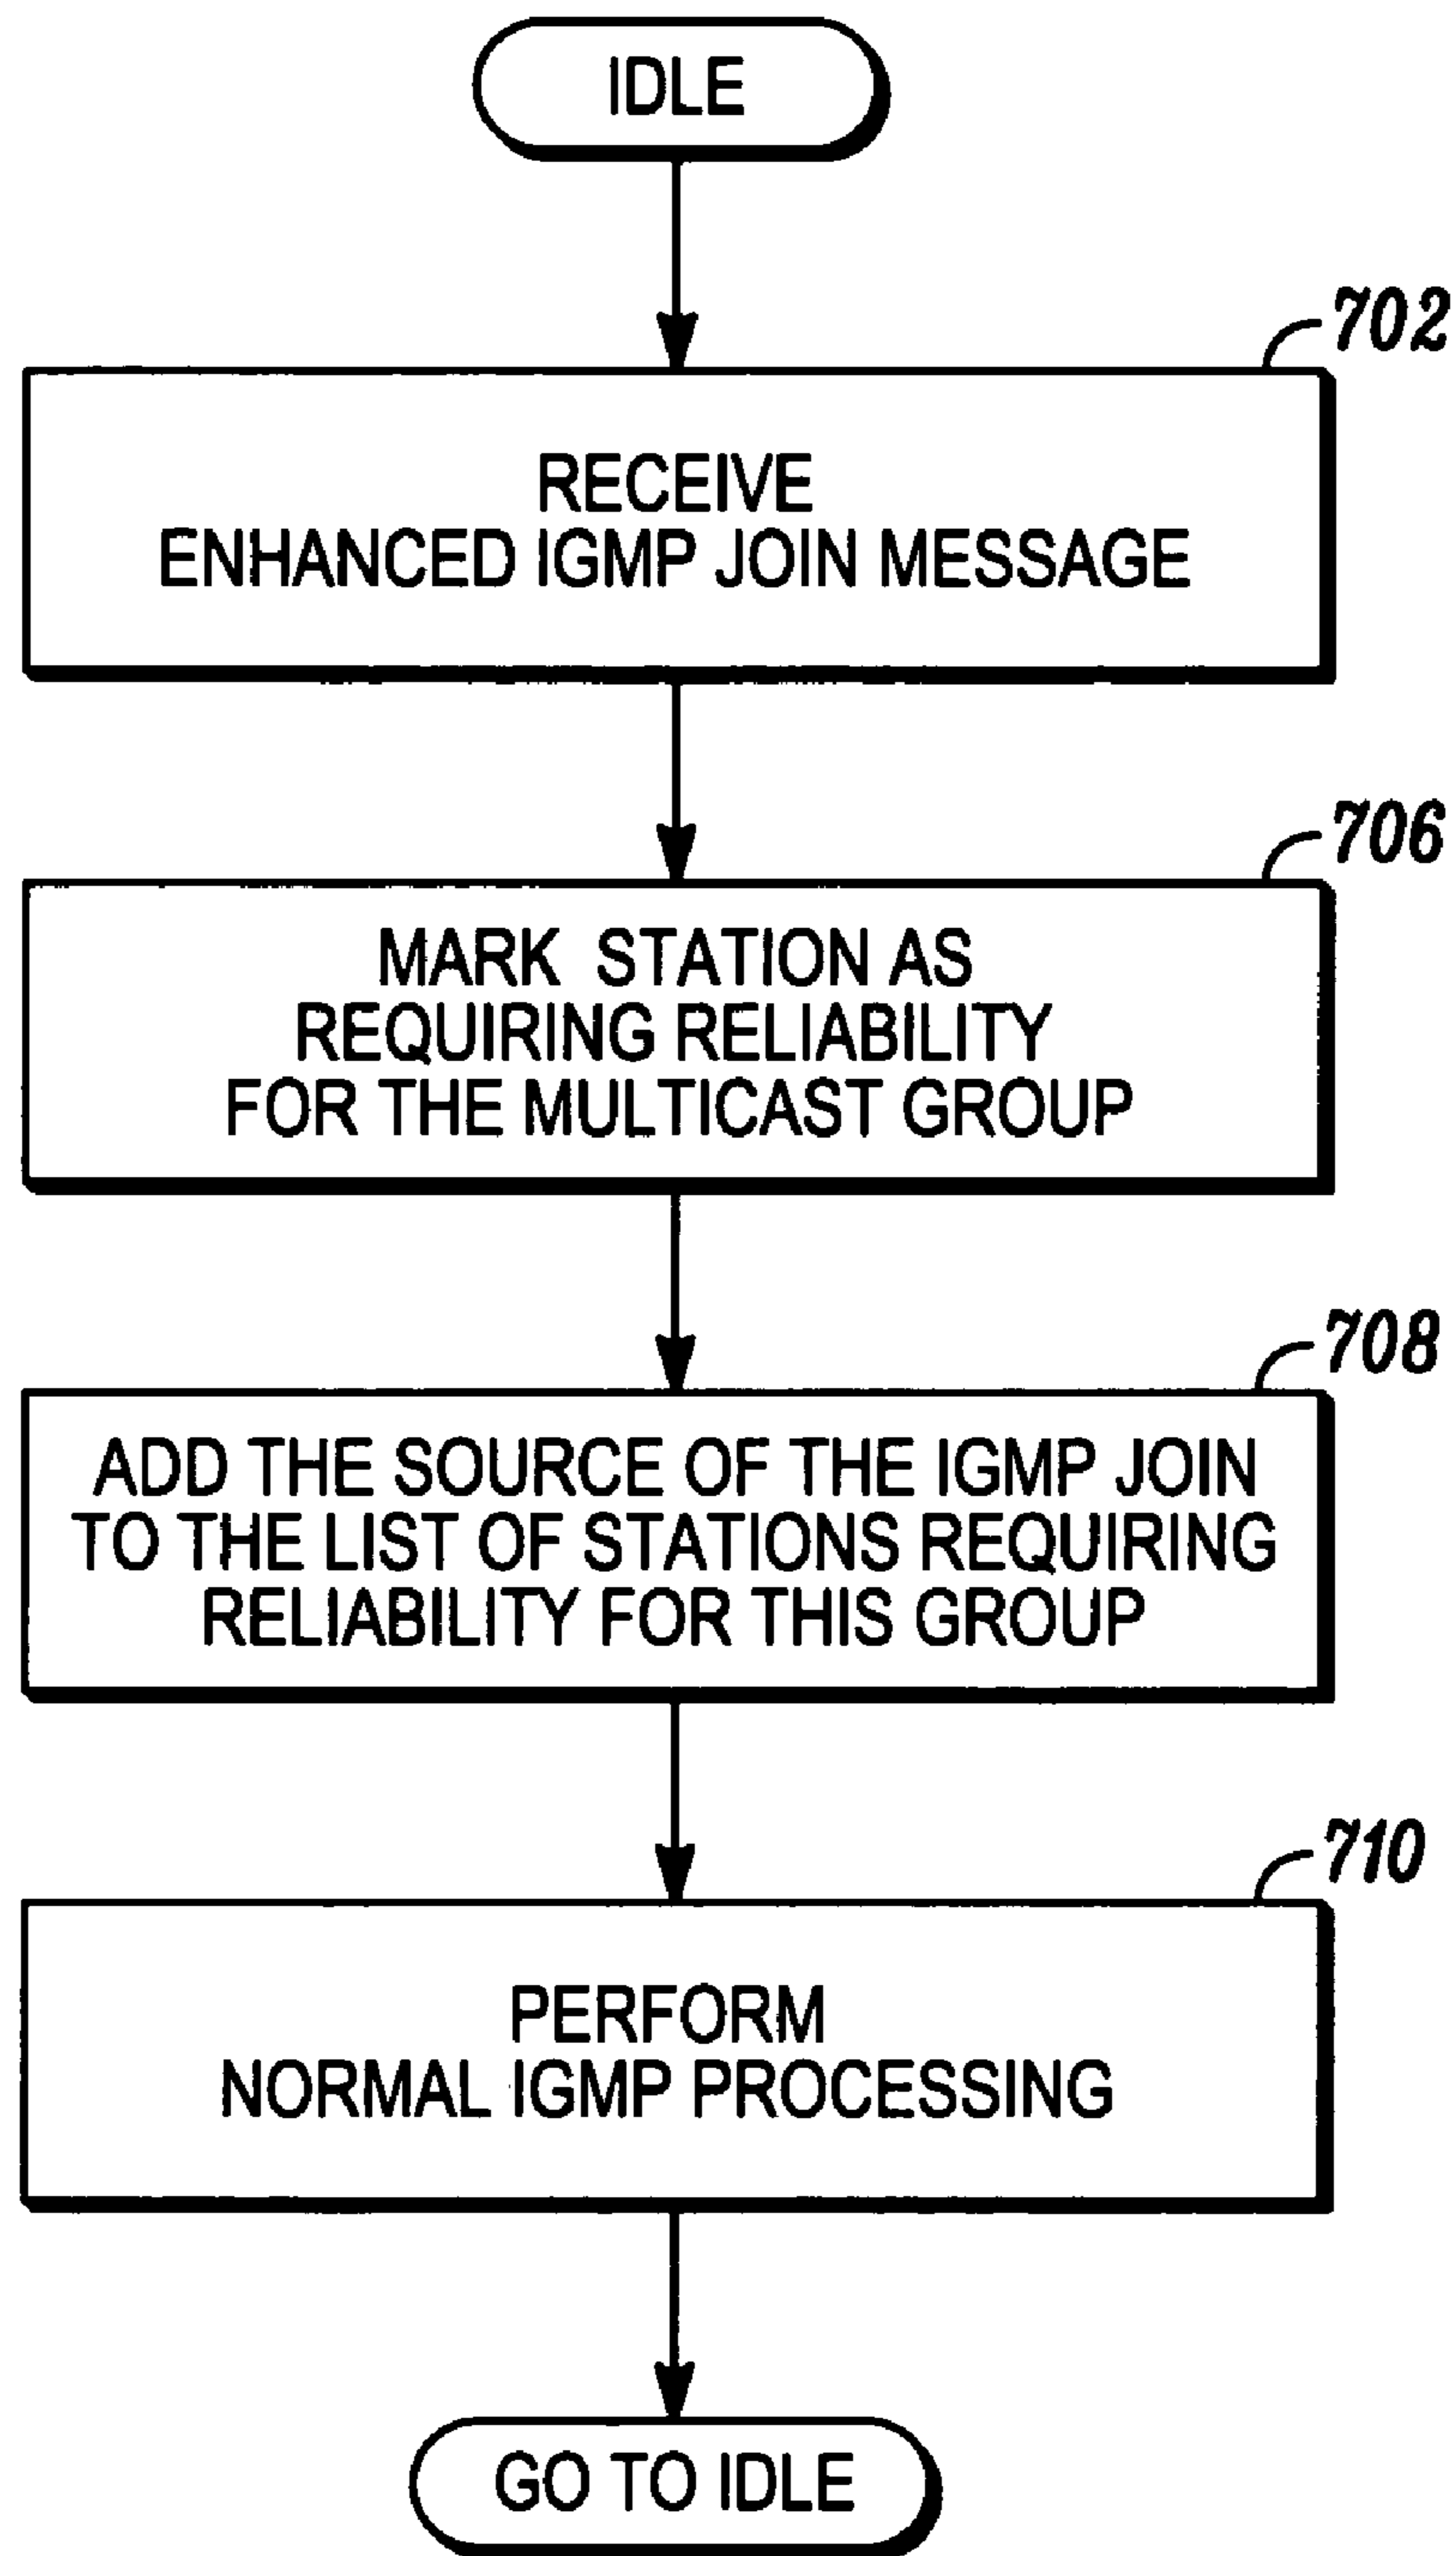 IDLE
702
RECEIVE
ENHANCED IGMP JOIN MESSAGE
706
MARK STATION AS
REQUIRING RELIABILITY
FOR THE MULTICAST GROUP
708
ADD THE SOURCE OF THE IGMP JOIN
TO THE LIST OF STATIONS REQUIRING
RELIABILITY FOR THIS GROUP
710
PERFORM
NORMAL IGMP PROCESSING
GO TO IDLE